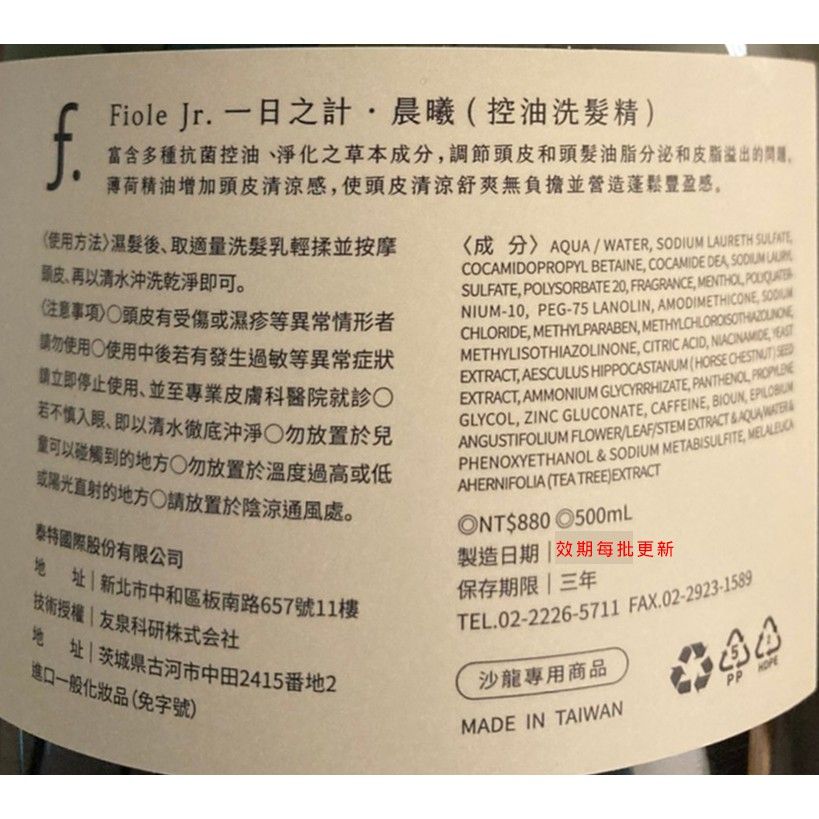 f.
Fiole Jr. 一日之計・晨曦(控油洗髮精)
富含多種抗菌控油、淨化之草本成分,調節頭皮和頭髮油脂分泌和皮脂溢出的問題,
薄荷精油增加頭皮清涼感,使頭皮清涼舒爽無負擔並營造蓬鬆豐盈感。
〈使用方法〉濕髮後、取適量洗髮乳輕揉並按摩
頭皮、再以清水沖洗乾淨即可。
〈注意事項〉○頭皮有受傷或濕疹等異常情形者
請勿使用○使用中後若有發生過敏等異常症狀
請立即停止使用、並至專業皮膚科醫院就診○
若不慎入眼、即以清水徹底沖淨○勿放置於兒
童可以碰觸到的地方○勿放置於溫度過高或低
或陽光直射的地方○請放置於陰涼通風處。
泰特國際股份有限公司
地 址|新北市中和區板南路657號11樓
技術授權|友泉科研株式会社
地 址|茨城県古河市中田2415番地2
進口一般化妝品(免字號)
〈成 分〉AQUA / WATER, SODIUM LAURETH SULFATE,
COCAMIDOPROPYL BETAINE, COCAMIDE DEA, SODIUM LAURYL
SULFATE, POLYSORBATE 20, FRAGRANCE, MENTHOL, POLYQUATER-
NIUM-10, PEG-75 LANOLIN, AMODIMETHICONE, SODIUM
CHLORIDE, METHYLPARABEN, METHYLCHLOROISOTHIAZOLINONE,
METHYLISOTHIAZOLINONE, CITRIC ACID, NIACINAMIDE, YEAST
EXTRACT, AESCULUS HIPPOCASTANUM (HORSE CHESTNUT) SEED
EXTRACT, AMMONIUM GLYCYRRHIZATE, PANTHENOL, PROPYLENE
GLYCOL, ZINC GLUCONATE, CAFFEINE, BIOUN, EPILOBIUM
ANGUSTIFOLIUM FLOWER/LEAF/STEM EXTRACT & AQUA/WATER &
PHENOXYETHANOL & SODIUM METABISULFITE, MELALEUCA
AHERNIFOLIA (TEA TREE)EXTRACT
◎NT$880 ◎500mL
製造日期|效期每批更新
保存期限|三年
TEL.02-2226-5711 FAX.02-2923-1589
沙龍專用商品
5
PP
2
HDPE
MADE IN TAIWAN